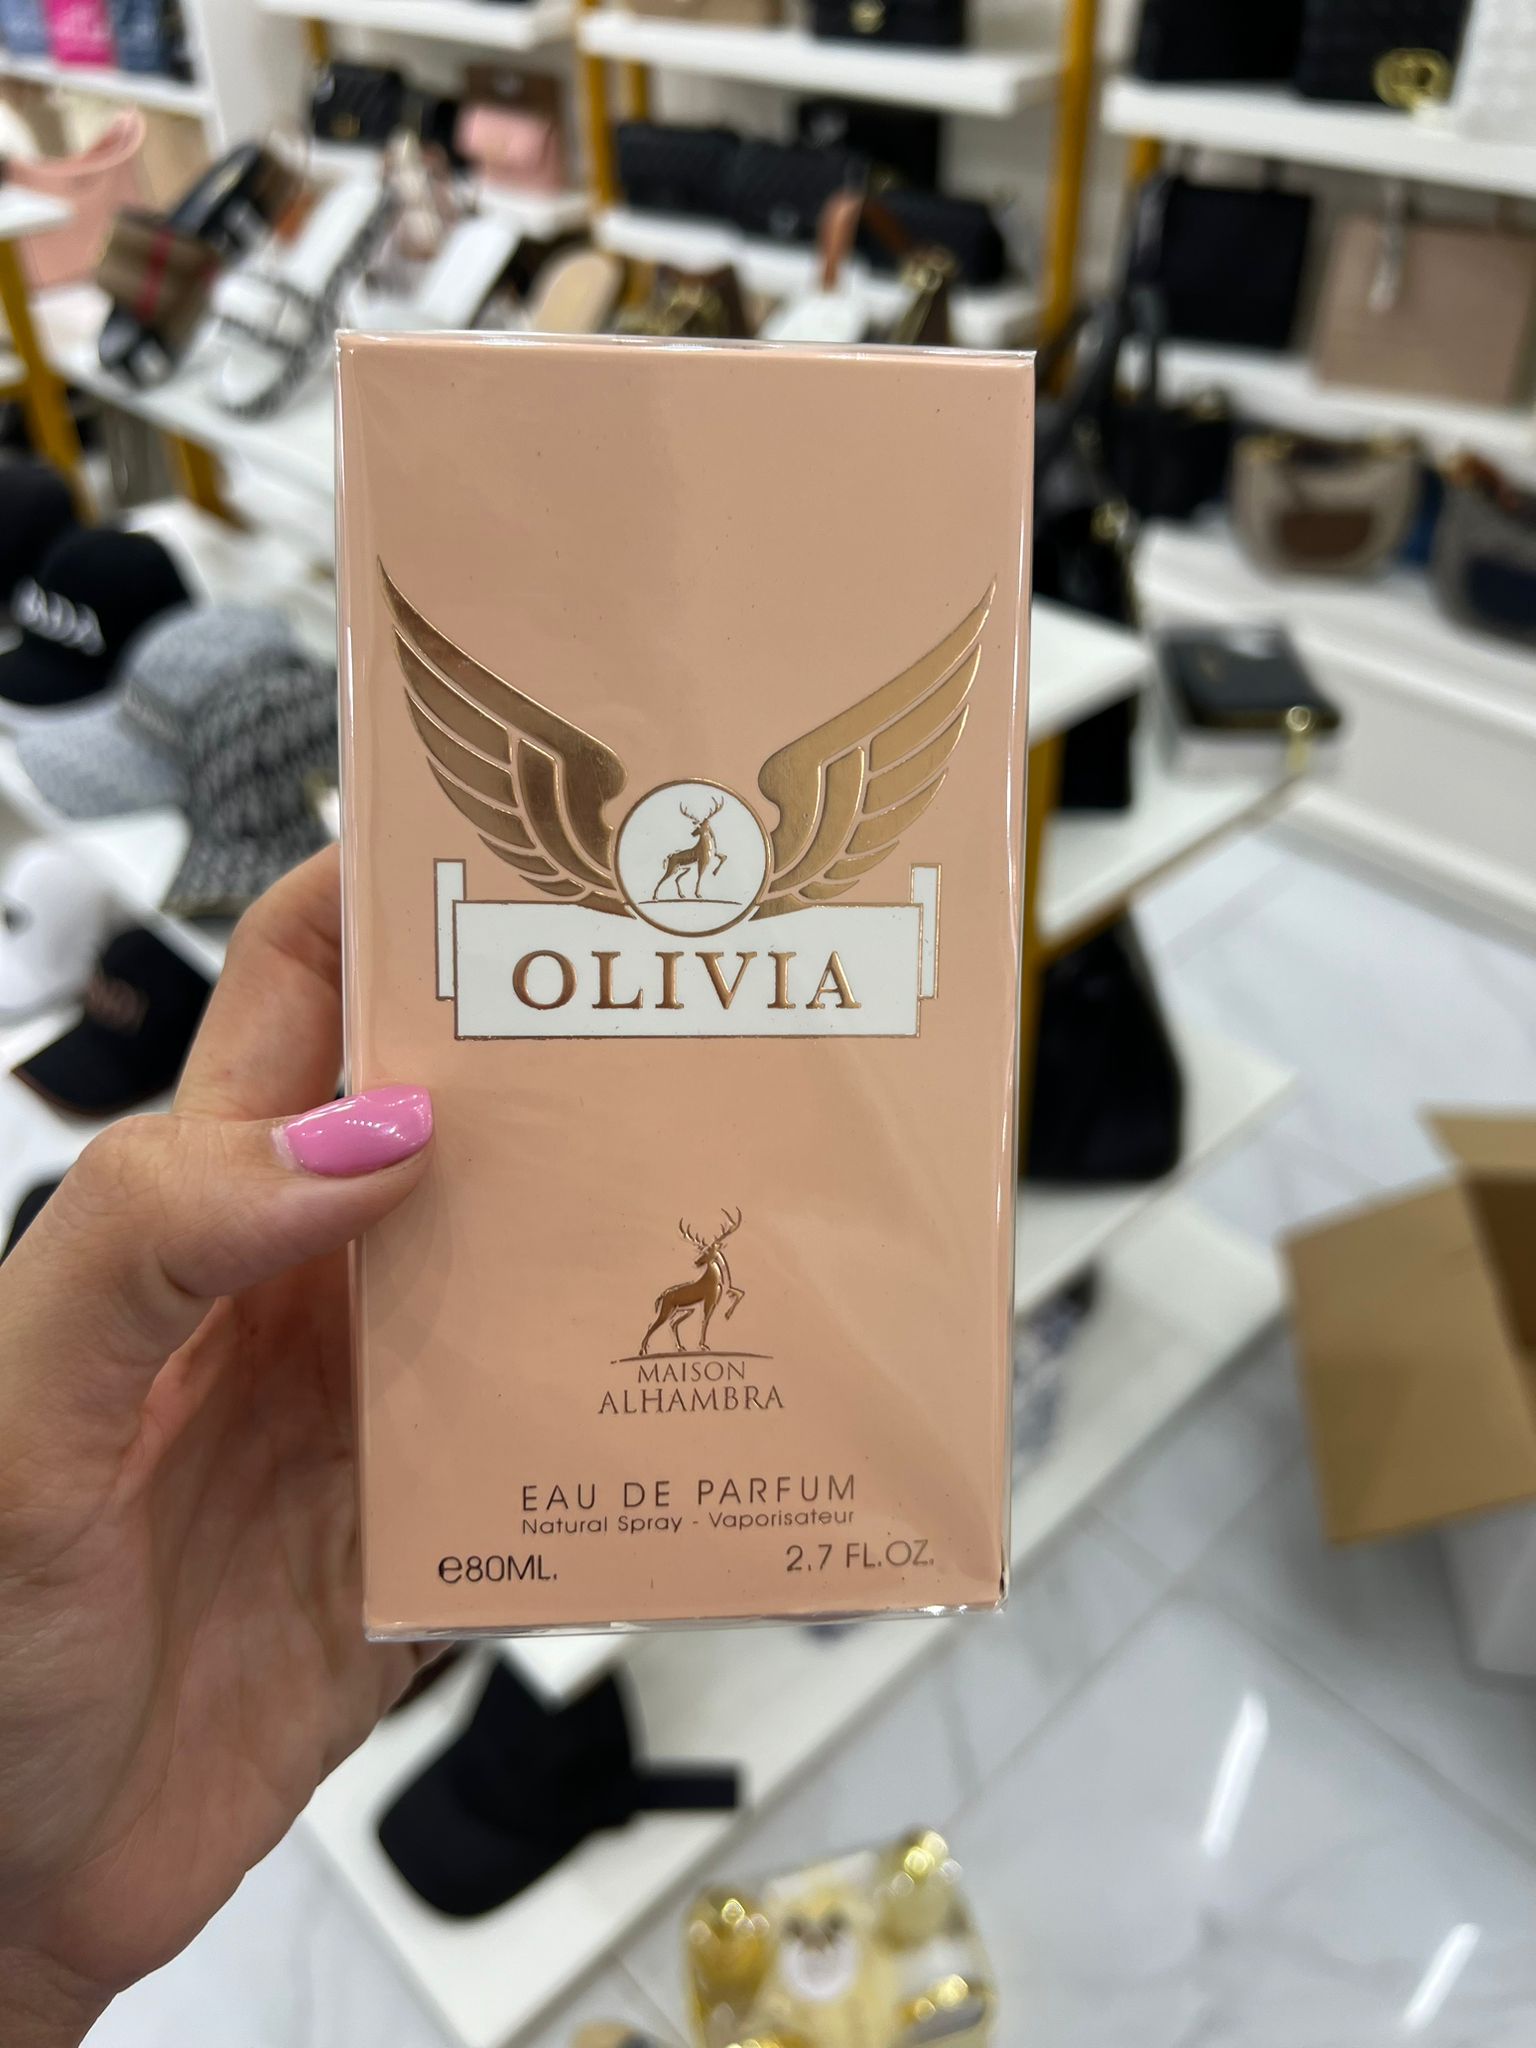 OLIVIA
MAISON
ALHAMBRA
EAU DE PARFUM
Natural Spray - Vaporisateur
℮80ML.
2.7 FL.OZ.